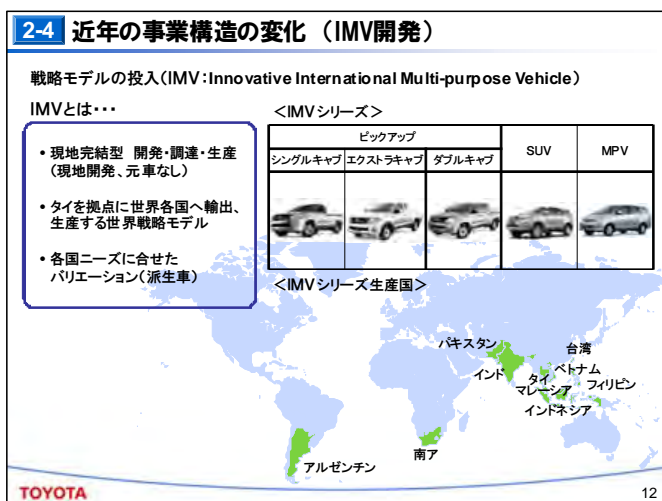 2-4 近年の事業構造の変化 （IMV開発）
戦略モデルの投入（IMV：Innovative International Multi-purpose Vehicle）
IMVとは・・・
・現地完結型 開発・調達・生産
（現地開発、元車なし）
・タイを拠点に世界各国へ輸出、
生産する世界戦略モデル
・各国ニーズに合せた
バリエーション（派生車）
＜IMVシリーズ＞
ピックアップ SUV MPV
シングルキャブ エクストラキャブ ダブルキャブ
＜IMVシリーズ生産国＞
パキスタン
台湾
インド
タイ
ベトナム
マレーシア
フィリピン
インドネシア
南ア
アルゼンチン
TOYOTA
12